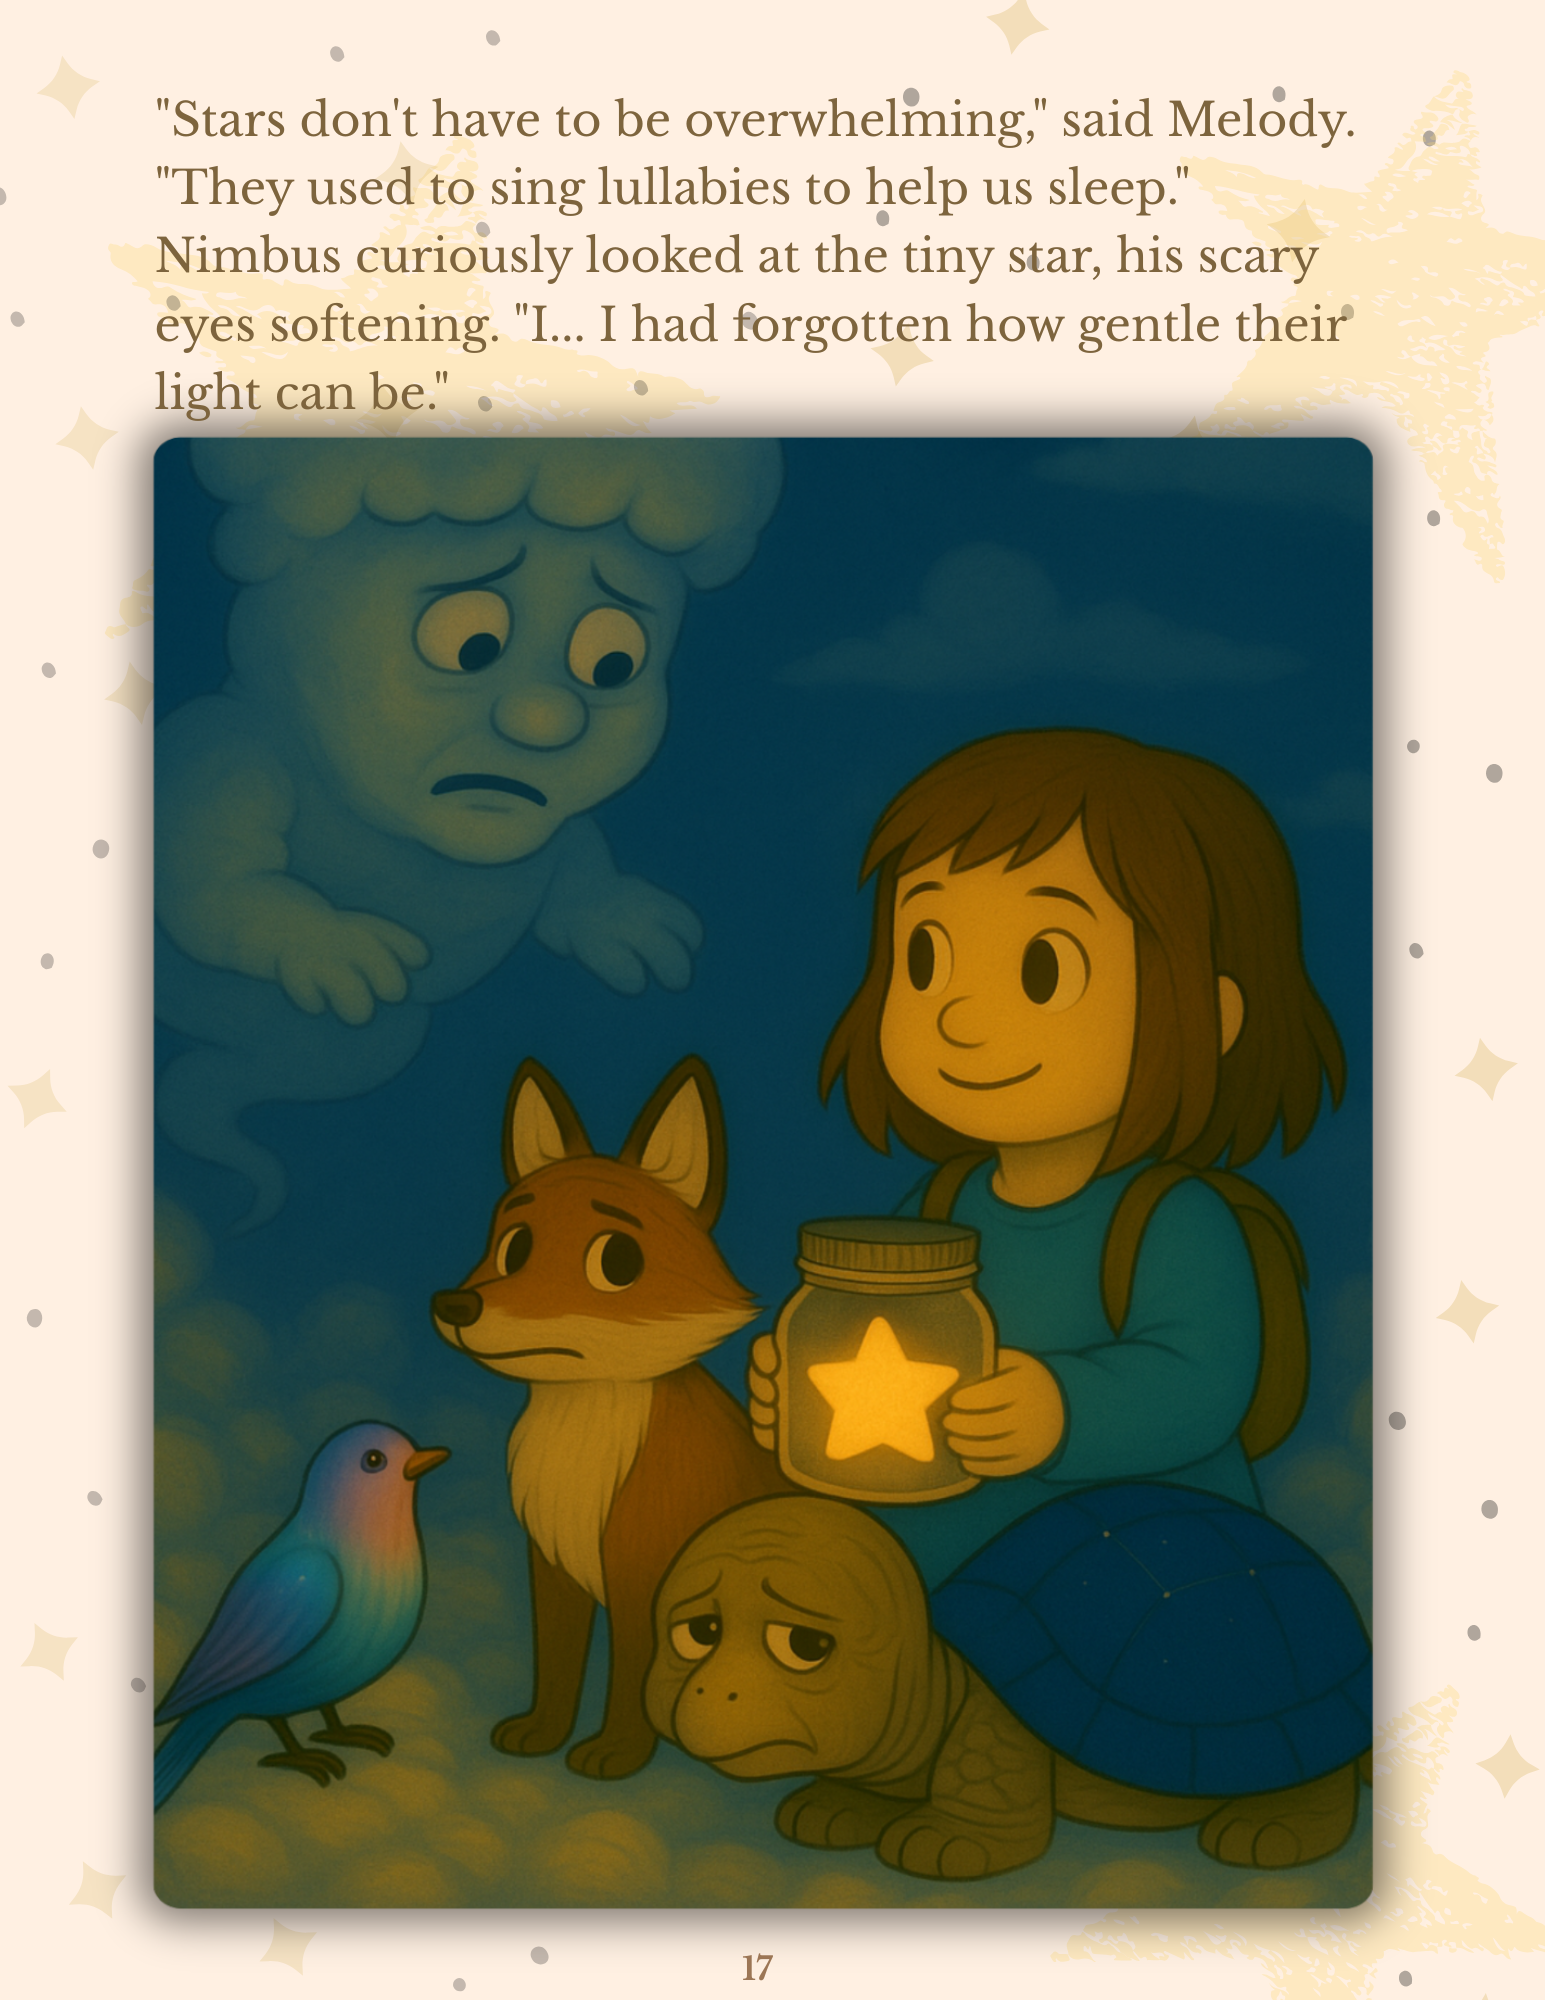 "Stars don't have to be overwhelming," said Melody.
"They used to sing lullabies to help us sleep."
Nimbus curiously looked at the tiny star, his scary
eyes softening. "I... I had forgotten how gentle their
light can be."
17